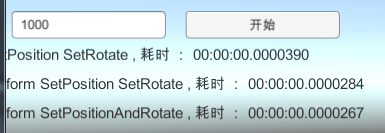 1000 开始
Position SetRotate , 耗时 : 00:00:00.0000390
form SetPosition SetRotate , 耗时 : 00:00:00.0000284
form SetPositionAndRotate , 耗时 : 00:00:00.0000267